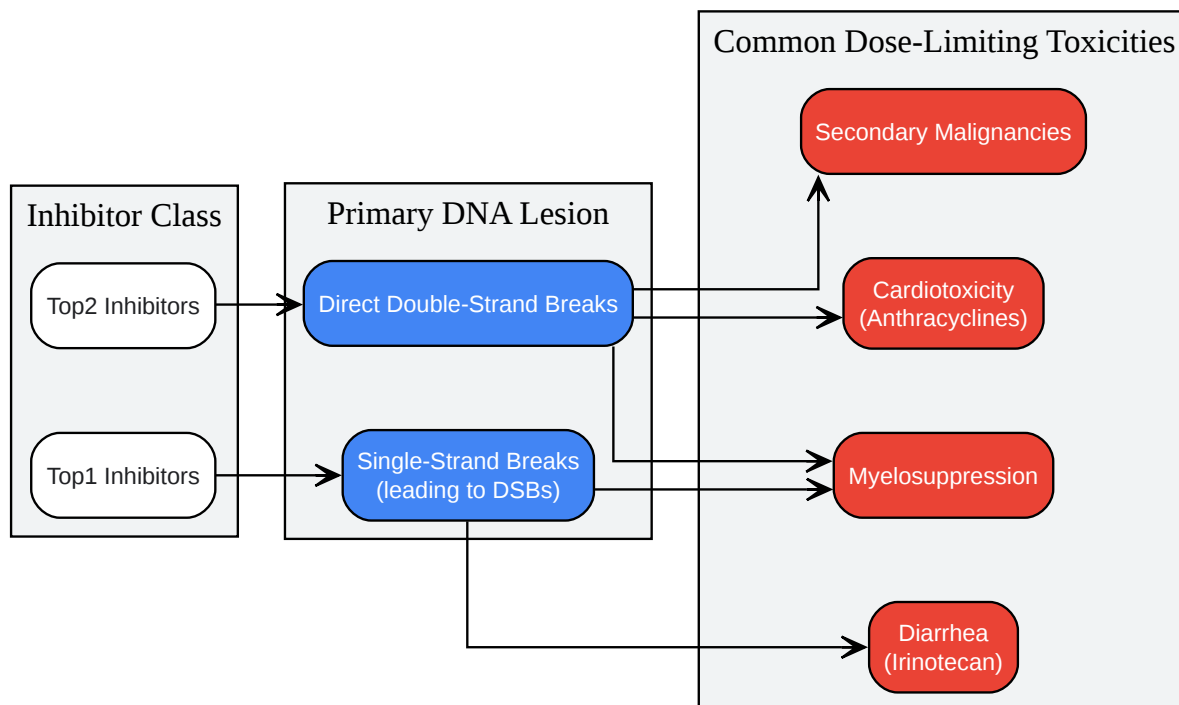 Common Dose-Limiting Toxicities
Secondary Malignancies
Inhibitor Class
Primary DNA Lesion
Top2 Inhibitors
Direct Double-Strand Breaks
Cardiotoxicity
(Anthracyclines)
Top1 Inhibitors
Single-Strand Breaks
(leading to DSBs)
Myelosuppression
Diarrhea
(Irinotecan)